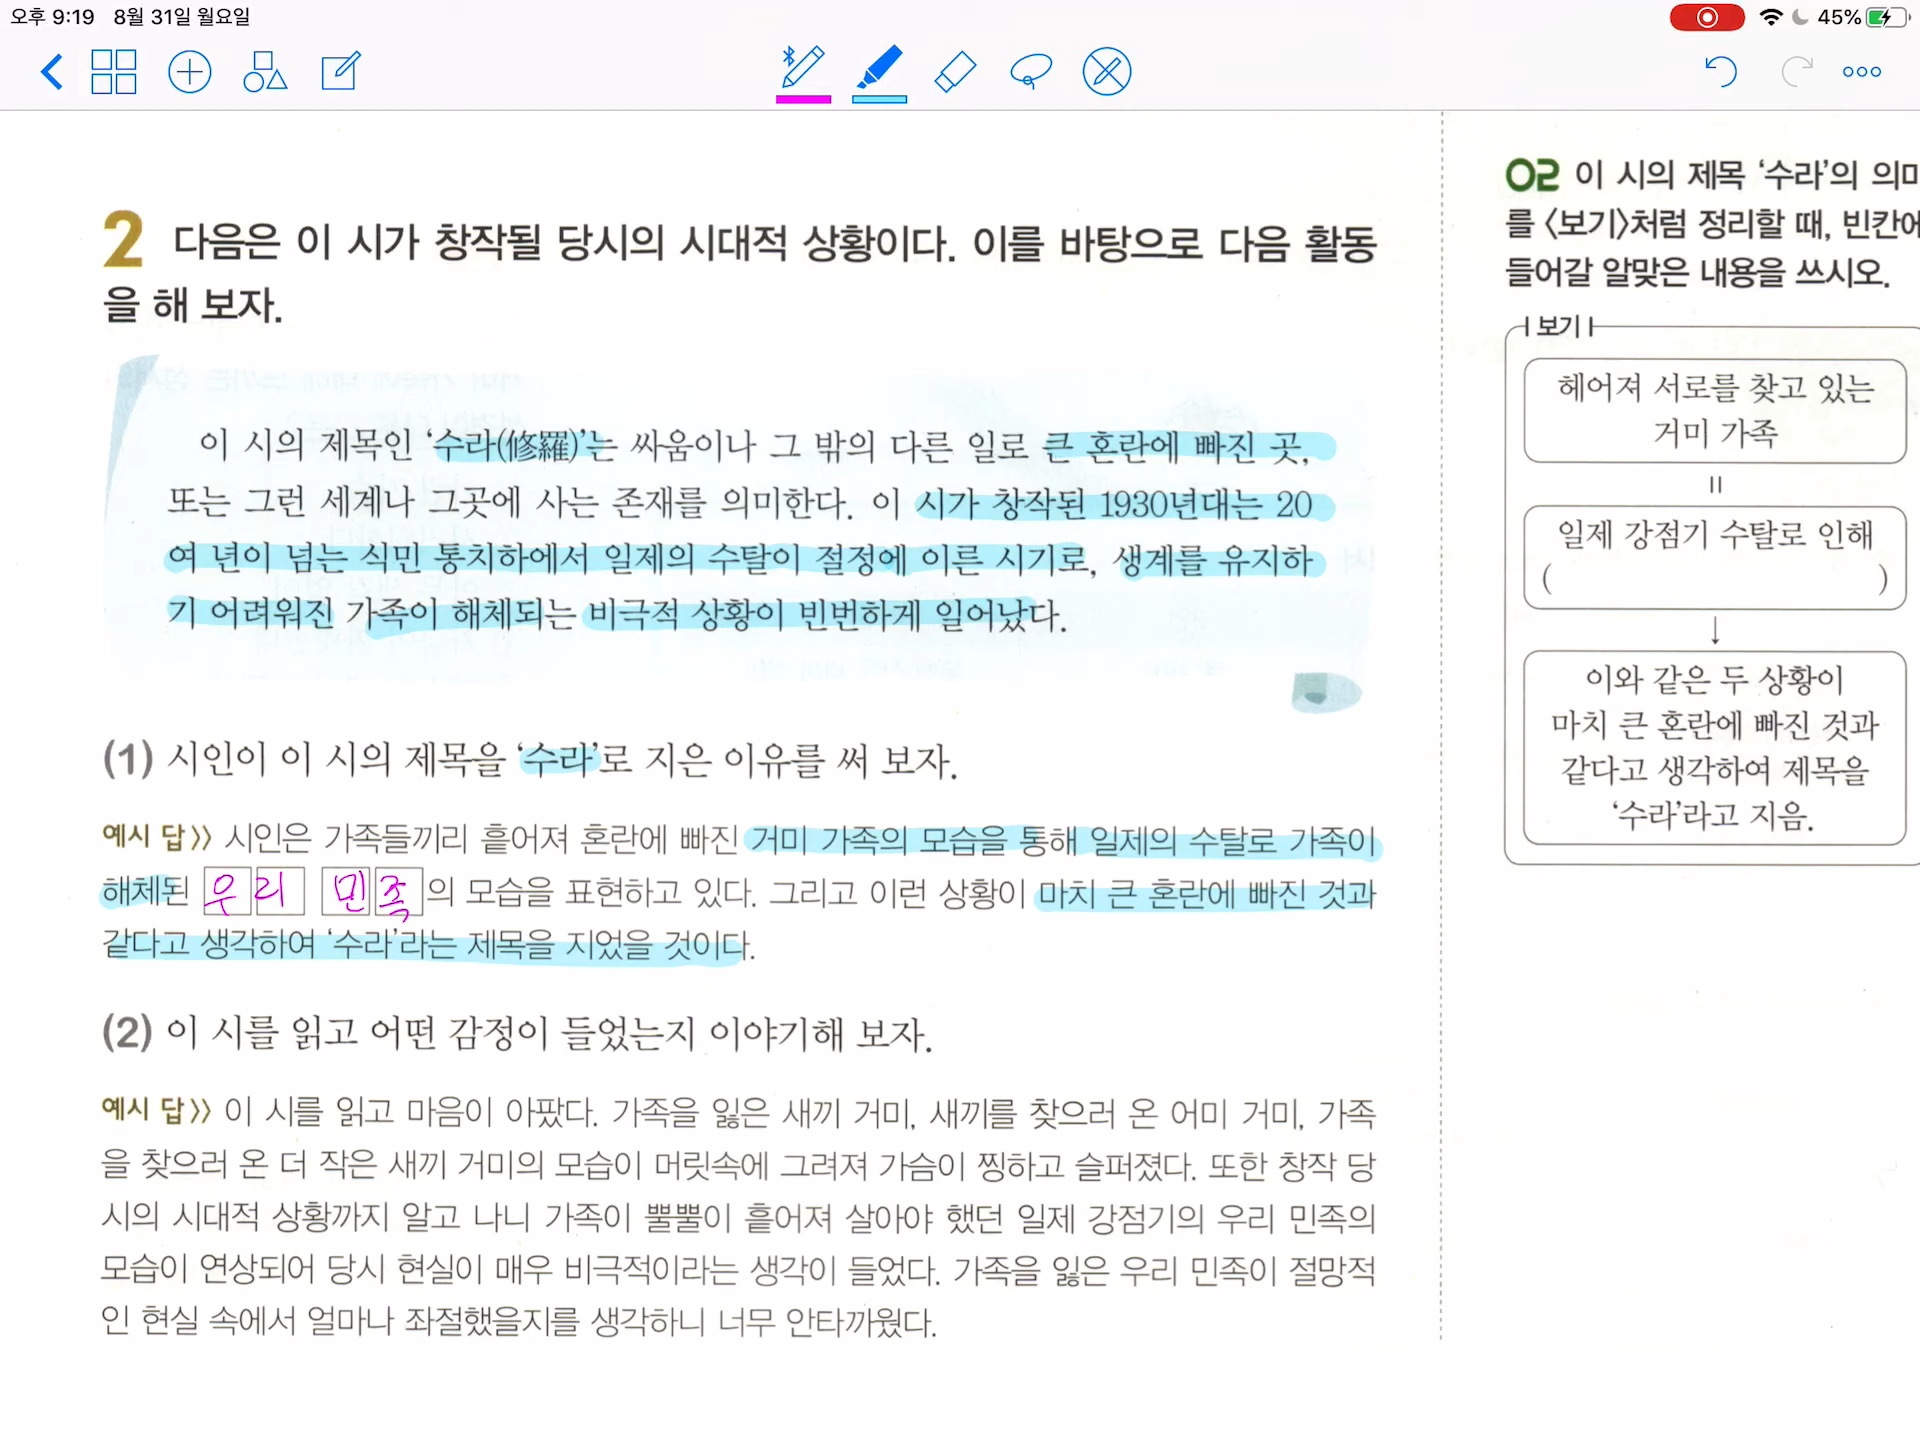 오후 9:19 8월 31일 월요일
45%
2 다음은 이 시가 창작될 당시의 시대적 상황이다. 이를 바탕으로 다음 활동
을 해 보자.
이 시의 제목인 ‘수라(修羅)’는 싸움이나 그 밖의 다른 일로 큰 혼란에 빠진 곳,
또는 그런 세계나 그곳에 사는 존재를 의미한다. 이 시가 창작된 1930년대는 20
여 년이 넘는 식민 통치하에서 일제의 수탈이 절정에 이른 시기로, 생계를 유지하
기 어려워진 가족이 해체되는 비극적 상황이 빈번하게 일어났다.
(1) 시인이 이 시의 제목을 ‘수라’로 지은 이유를 써 보자.
예시 답>> 시인은 가족들끼리 흩어져 혼란에 빠진 거미 가족의 모습을 통해 일제의 수탈로 가족이
해체된 우리 민족의 모습을 표현하고 있다. 그리고 이런 상황이 마치 큰 혼란에 빠진 것과
같다고 생각하여 ‘수라’라는 제목을 지었을 것이다.
(2) 이 시를 읽고 어떤 감정이 들었는지 이야기해 보자.
예시 답>> 이 시를 읽고 마음이 아팠다. 가족을 잃은 새끼 거미, 새끼를 찾으러 온 어미 거미, 가족
을 찾으러 온 더 작은 새끼 거미의 모습이 머릿속에 그려져 가슴이 찡하고 슬퍼졌다. 또한 창작 당
시의 시대적 상황까지 알고 나니 가족이 뿔뿔이 흩어져 살아야 했던 일제 강점기의 우리 민족의
모습이 연상되어 당시 현실이 매우 비극적이라는 생각이 들었다. 가족을 잃은 우리 민족이 절망적
인 현실 속에서 얼마나 좌절했을지를 생각하니 너무 안타까웠다.
02 이 시의 제목 ‘수라’의 의미
를 〈보기〉처럼 정리할 때, 빈칸에
들어갈 알맞은 내용을 쓰시오.
보기
헤어져 서로를 찾고 있는
거미 가족
=
일제 강점기 수탈로 인해
( )
↓
이와 같은 두 상황이
마치 큰 혼란에 빠진 것과
같다고 생각하여 제목을
‘수라’라고 지음.